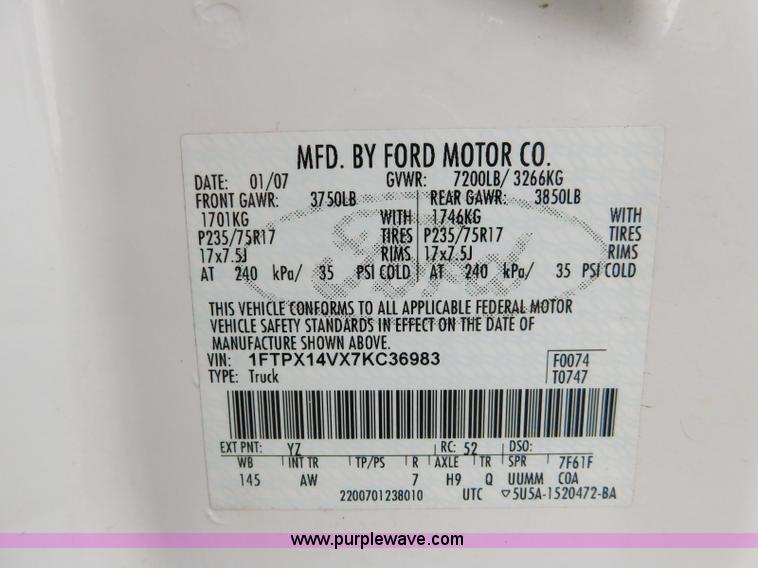 MFD. BY FORD MOTOR CO.
DATE: 01/07 GVWR: 7200LB/ 3266KG
FRONT GAWR: 3750LB REAR GAWR: 3850LB
1701KG WITH 1746KG WITH
P235/75R17 TIRES P235/75R17 TIRES
17x7.5J RIMS 17x7.5J RIMS
AT 240 kPa/ 35 PSI COLD AT 240 kPa/ 35 PSI COLD
Ford
THIS VEHICLE CONFORMS TO ALL APPLICABLE FEDERAL MOTOR
VEHICLE SAFETY STANDARDS IN EFFECT ON THE DATE OF
MANUFACTURE SHOWN ABOVE.
VIN: 1FTPX14VX7KC36983 F0074
TYPE: Truck T0747
EXT PNT: YZ RC: 52 DSO:
WB INT TR TP/PS R AXLE TR SPR 7F61F
145 AW 7 H9 Q UUMM COA
2200701238010 UTC ▽5U5A-1520472-BA
www.purplewave.com